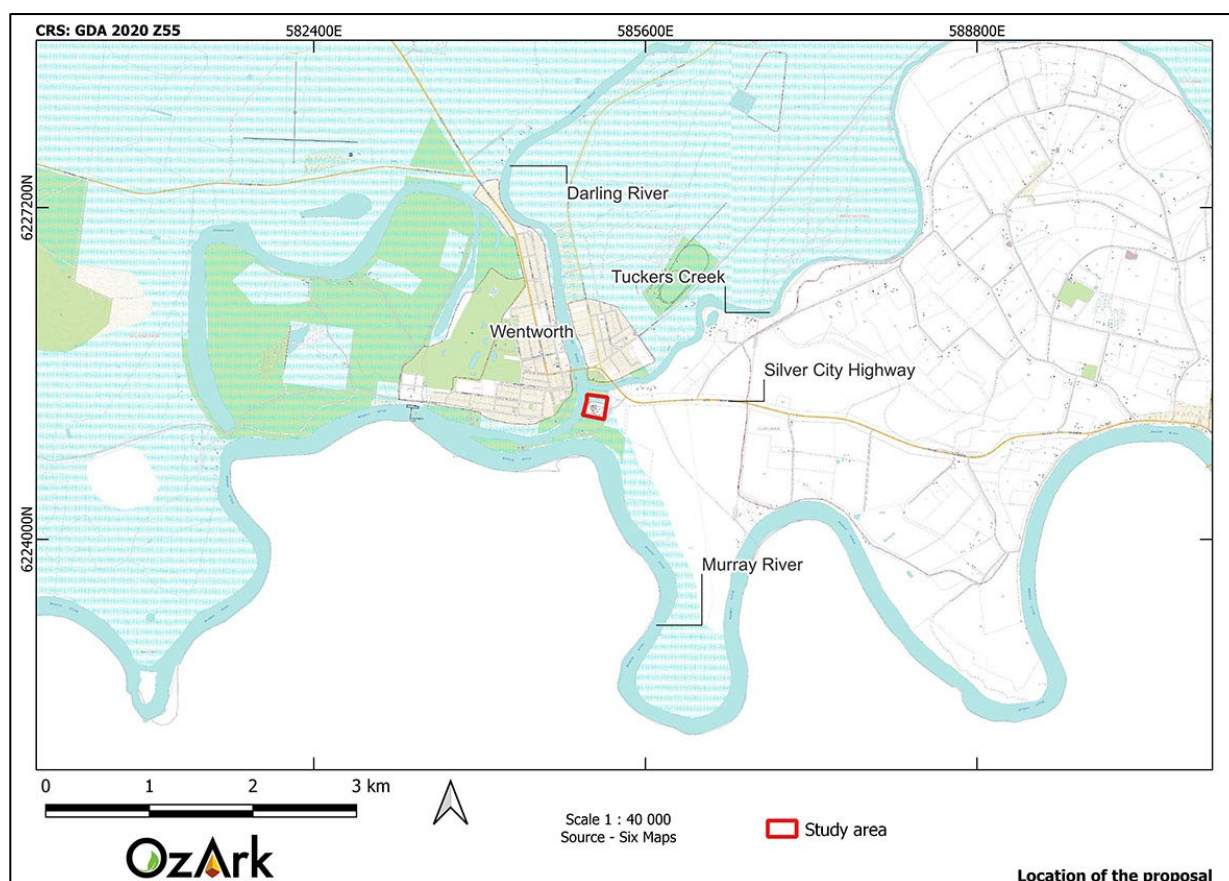 CRS: GDA 2020 Z55
582400E
585600E
588800E
6227200N
6224000N
Darling River
Tuckers Creek
Wentworth
Silver City Highway
Murray River
0 1 2 3 km
Scale 1 : 40 000
Source - Six Maps
Study area
OzArk
Location of the proposal